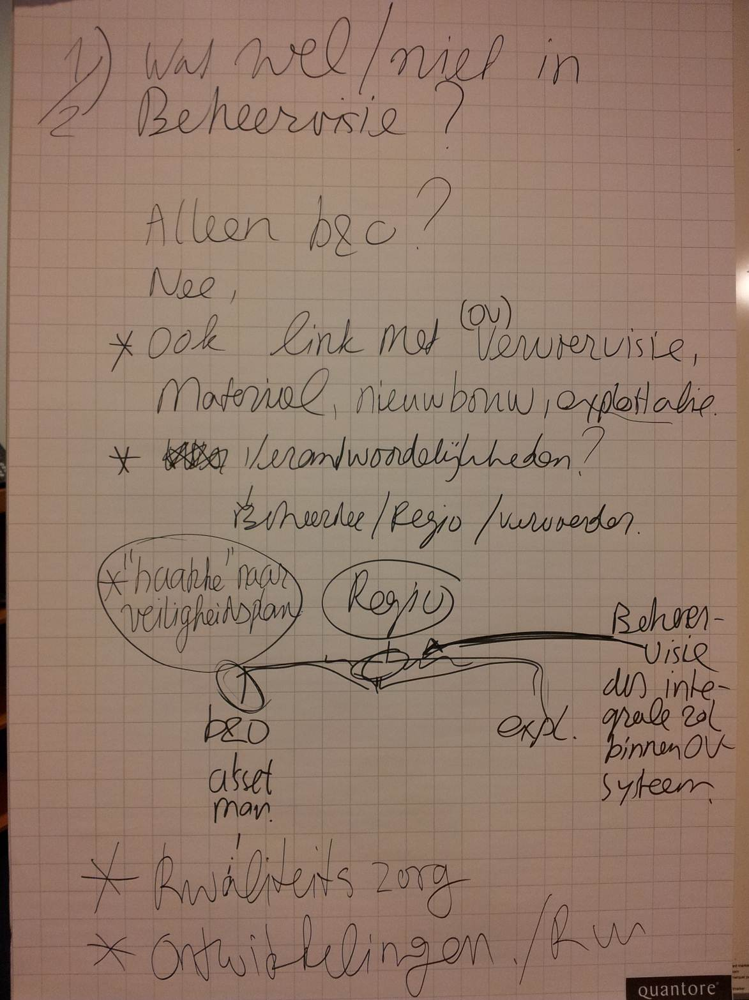 1) Wat wel/niet in
2 Beheervisie?
Alleen b&o?
Nee,
(OV)
* Ook link met Vervoervisie,
Materieel, nieuwbouw, exploitatie.
* Verantwoordelijkheden?
Beheerder/Regio/vervoerder.
* "haakje" naar
veiligheidsplan
Regio
Beheer-
visie
dus inte-
grale rol
binnen OV-
systeem.
b&o
expl.
asset
man.
* Kwaliteitszorg
* Ontwikkelingen./R
quantore